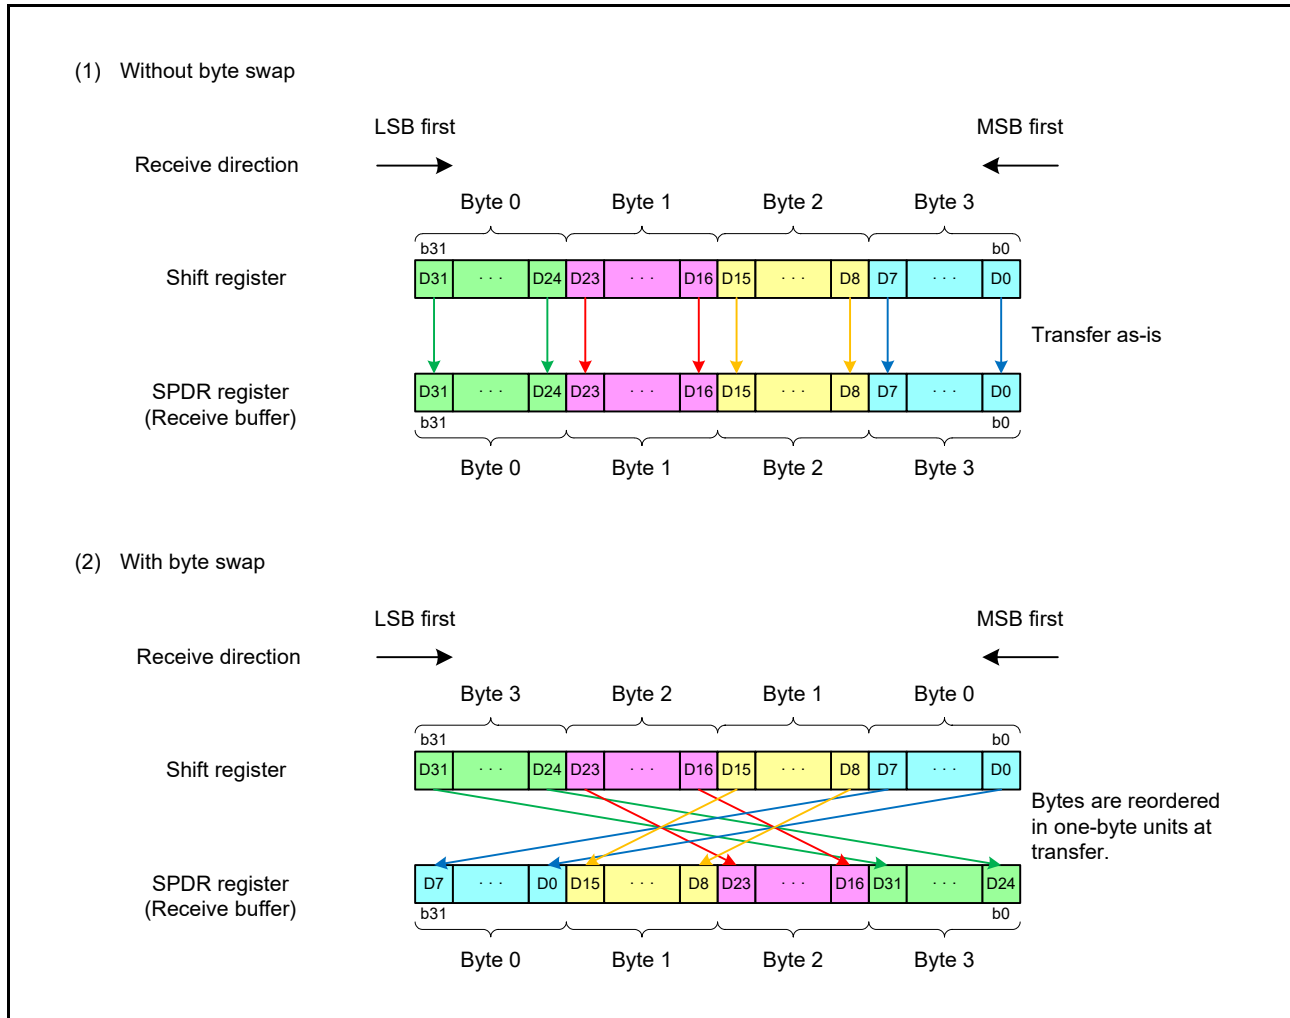 (1) Without byte swap
LSB first MSB first
Receive direction
Byte 0 Byte 1 Byte 2 Byte 3
b31 b0
Shift register D31 · · · D24 D23 · · · D16 D15 · · · D8 D7 · · · D0
Transfer as-is
SPDR register
(Receive buffer)
D31 · · · D24 D23 · · · D16 D15 · · · D8 D7 · · · D0
b31 b0
Byte 0 Byte 1 Byte 2 Byte 3
(2) With byte swap
LSB first MSB first
Receive direction
Byte 3 Byte 2 Byte 1 Byte 0
b31 b0
Shift register D31 · · · D24 D23 · · · D16 D15 · · · D8 D7 · · · D0
Bytes are reordered
in one-byte units at
transfer.
SPDR register
(Receive buffer)
D7 · · · D0 D15 · · · D8 D23 · · · D16 D31 · · · D24
b31 b0
Byte 0 Byte 1 Byte 2 Byte 3